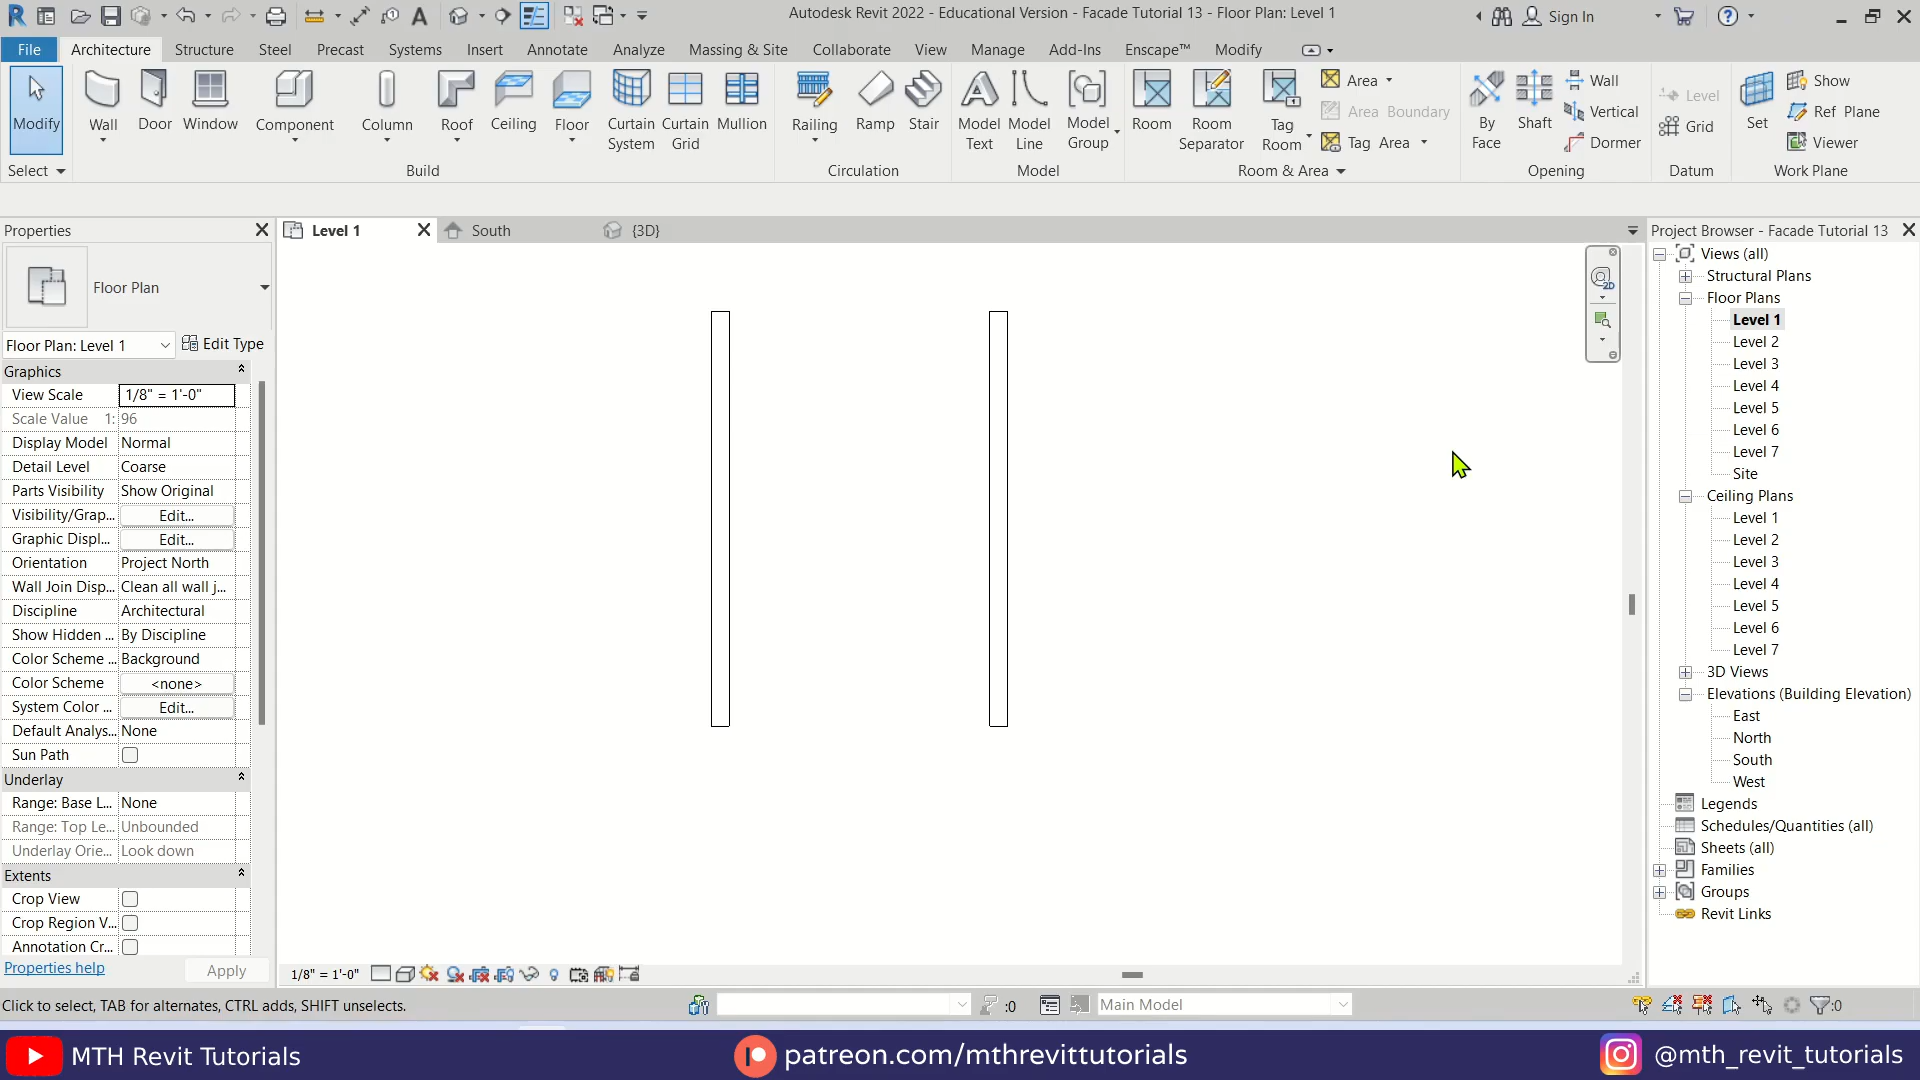 Autodesk Revit 2022 - Educational Version - Facade Tutorial 13 - Floor Plan: Level 1
Sign In
File Architecture Structure Steel Precast Systems Insert Annotate Analyze Massing & Site Collaborate View Manage Add-Ins Enscape™ Modify
Modify
Wall
Door
Window
Component
Column
Roof
Ceiling
Floor
Curtain System
Curtain Grid
Mullion
Railing
Ramp
Stair
Model Text
Model Line
Model Group
Room
Room Separator
Tag Room
Area
Area Boundary
Tag Area
By Face
Shaft
Wall
Vertical
Dormer
Level
Grid
Set
Show
Ref Plane
Viewer
Select
Build
Circulation
Model
Room & Area
Opening
Datum
Work Plane
Properties
Floor Plan
Floor Plan: Level 1 Edit Type
Graphics
View Scale 1/8" = 1'-0"
Scale Value 1: 96
Display Model Normal
Detail Level Coarse
Parts Visibility Show Original
Visibility/Grap... Edit...
Graphic Displ... Edit...
Orientation Project North
Wall Join Disp... Clean all wall j...
Discipline Architectural
Show Hidden ... By Discipline
Color Scheme ... Background
Color Scheme <none>
System Color ... Edit...
Default Analys... None
Sun Path
Underlay
Range: Base L... None
Range: Top Le... Unbounded
Underlay Orie... Look down
Extents
Crop View
Crop Region V...
Annotation Cr...
Properties help Apply
Level 1
South
{3D}
2D
1/8" = 1'-0"
Project Browser - Facade Tutorial 13
Views (all)
Structural Plans
Floor Plans
Level 1
Level 2
Level 3
Level 4
Level 5
Level 6
Level 7
Site
Ceiling Plans
Level 1
Level 2
Level 3
Level 4
Level 5
Level 6
Level 7
3D Views
Elevations (Building Elevation)
East
North
South
West
Legends
Schedules/Quantities (all)
Sheets (all)
Families
Groups
Revit Links
Click to select, TAB for alternates, CTRL adds, SHIFT unselects.
:0
Main Model
:0
MTH Revit Tutorials
patreon.com/mthrevittutorials
@mth_revit_tutorials